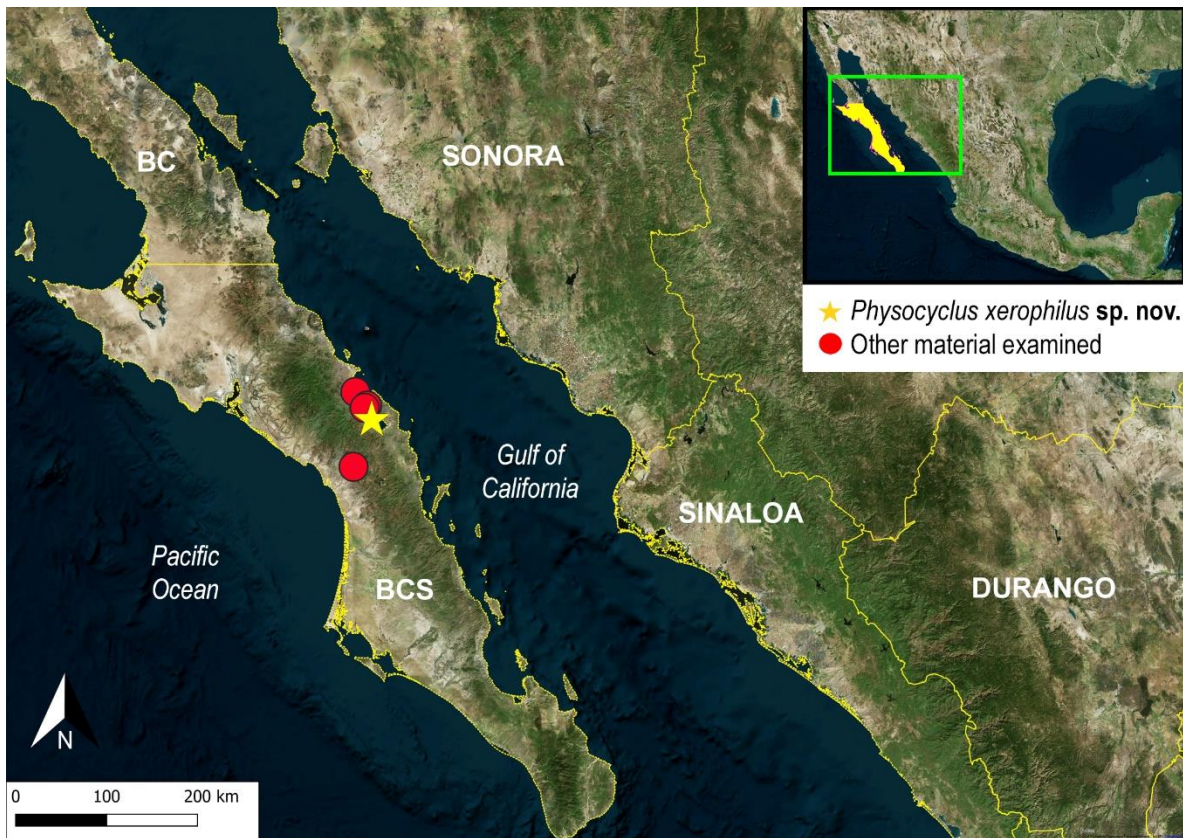 BC
SONORA
Physocyclus xerophilus sp. nov.
Other material examined
Gulf of
California
SINALOA
Pacific
Ocean
BCS
DURANGO
N
0 100 200 km